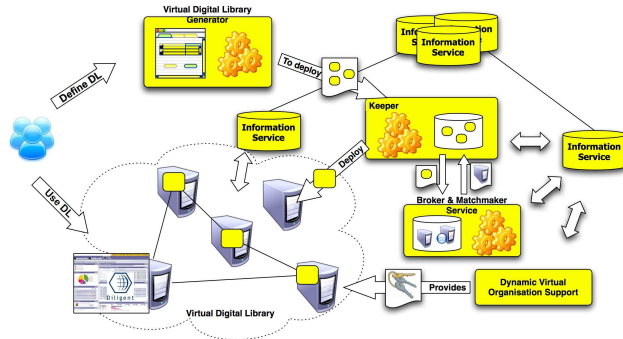 Virtual Digital Library
Generator
Define DL
To deploy
Information
Service
Keeper
Information
Service
Information
Service
Deploy
Use DL
Broker & Matchmaker
Service
Diligent
Provides
Dynamic Virtual
Organisation Support
Virtual Digital Library